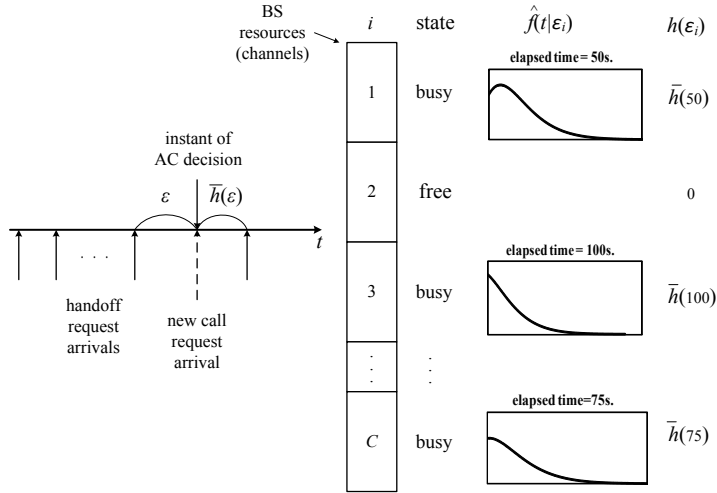 BS
resources
(channels)
i state f̂(t|εᵢ) h(εᵢ)
elapsed time = 50s.
1 busy h̄(50)
instant of
AC decision
ε h̄(ε)
2 free 0
t
. . .
elapsed time = 100s.
handoff
request
arrivals
new call
request
arrival
3 busy h̄(100)
⋮ ⋮ ⋮
elapsed time=75s.
C busy h̄(75)